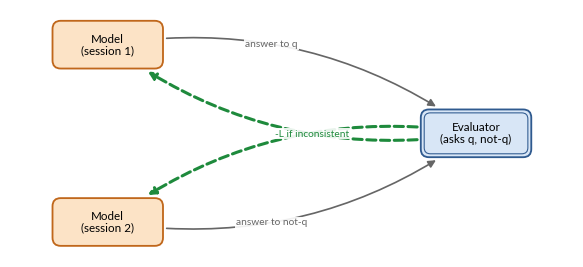 Model
(session 1)
answer to q
Evaluator
(asks q, not-q)
-L if inconsistent
Model
(session 2)
answer to not-q